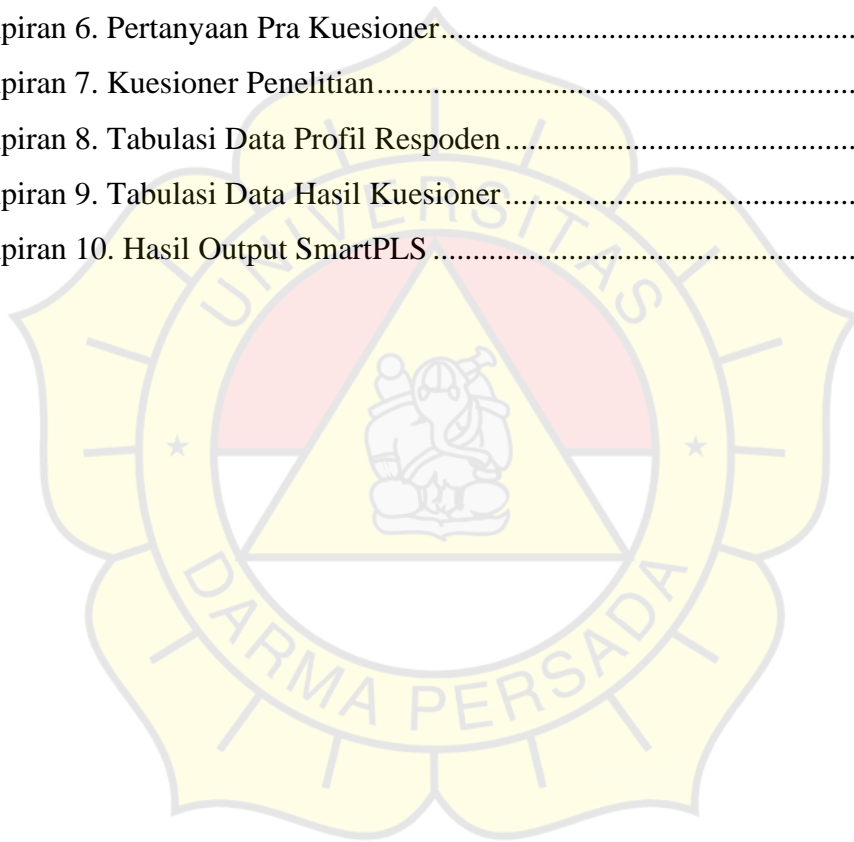 piran 6. Pertanyaan Pra Kuesioner................................................
piran 7. Kuesioner Penelitian........................................................
piran 8. Tabulasi Data Profil Respoden........................................
piran 9. Tabulasi Data Hasil Kuesioner........................................
piran 10. Hasil Output SmartPLS.................................................
UNIVERSITAS
DARMA PERSADA